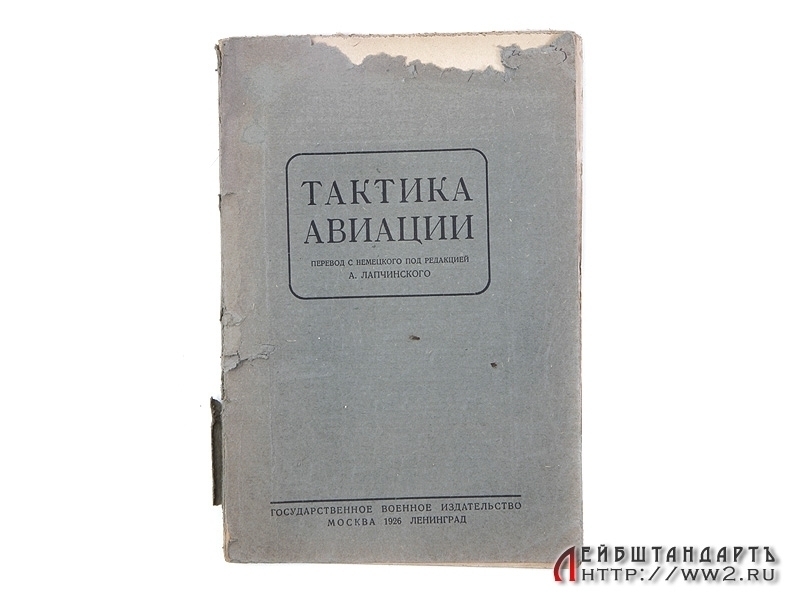 ТАКТИКА
АВИАЦИИ
ПЕРЕВОД С НЕМЕЦКОГО ПОД РЕДАКЦИЕЙ
А. ЛАПЧИНСКОГО
ГОСУДАРСТВЕННОЕ ВОЕННОЕ ИЗДАТЕЛЬСТВО
МОСКВА 1926 ЛЕНИНГРАД
ЛЕЙБШТАНДАРТЪ
HTTP://WW2.RU